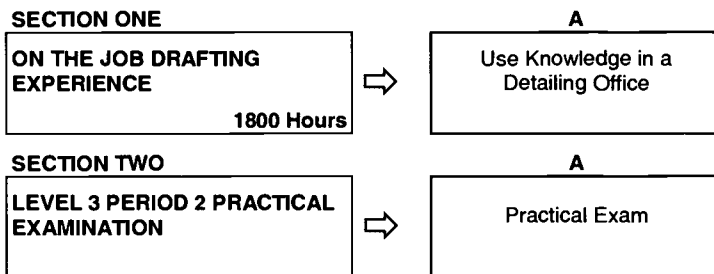 SECTION ONE
A
ON THE JOB DRAFTING
EXPERIENCE
1800 Hours
Use Knowledge in a
Detailing Office
SECTION TWO
A
LEVEL 3 PERIOD 2 PRACTICAL
EXAMINATION
Practical Exam